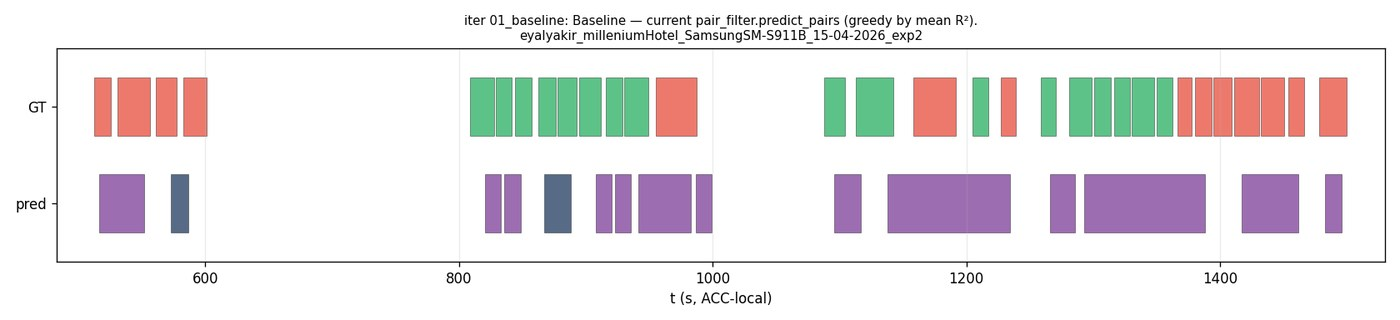 iter 01_baseline: Baseline — current pair_filter.predict_pairs (greedy by mean R²).
eyalyakir_milleniumHotel_SamsungSM-S911B_15-04-2026_exp2
GT
pred
600
800
1000
1200
1400
t (s, ACC-local)